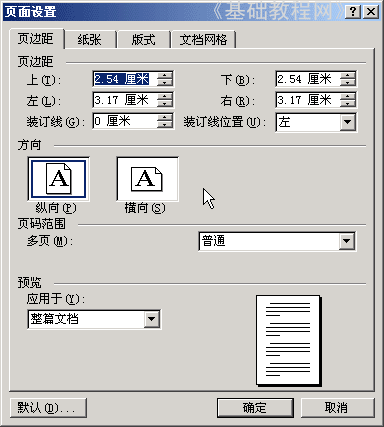 页面设置
《基础教程网》
页边距 纸张 版式 文档网格
页边距
上(T): 2.54 厘米 下(B): 2.54 厘米
左(L): 3.17 厘米 右(R): 3.17 厘米
装订线(G): 0 厘米 装订线位置(U): 左
方向
A A
纵向(P) 横向(S)
页码范围
多页(M): 普通
预览
应用于(Y):
整篇文档
默认(D)... 确定 取消